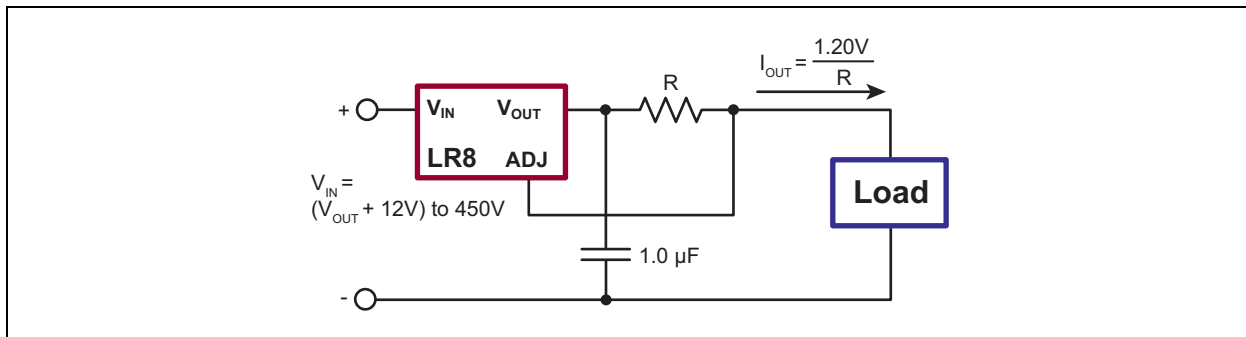 I_OUT = 1.20V / R
R
+
V_IN V_OUT
LR8 ADJ
V_IN =
(V_OUT + 12V) to 450V
Load
1.0 µF
-